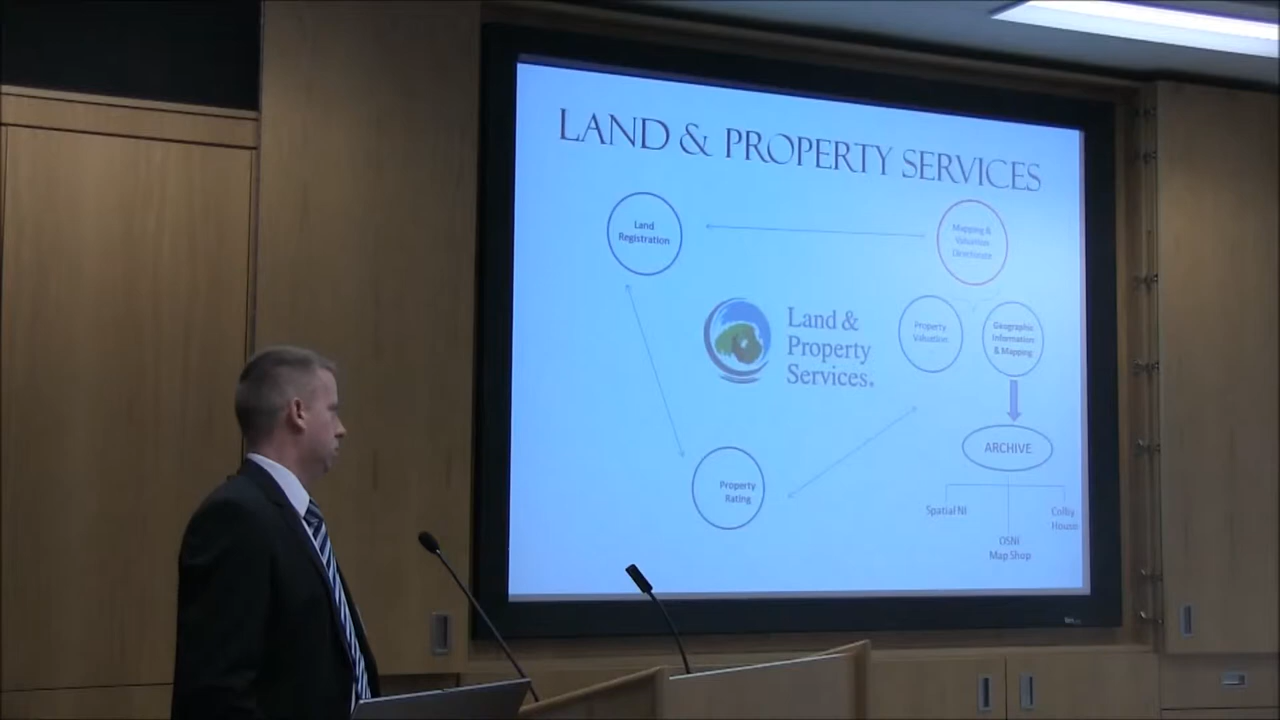 LAND & PROPERTY SERVICES
Land
Registration
Mapping &
Valuation
Directorate
Land &
Property
Services.
Property
Valuation
Geographic
Information
& Mapping
ARCHIVE
Property
Rating
Spatial NI
Colby
House
OSNI
Map Shop